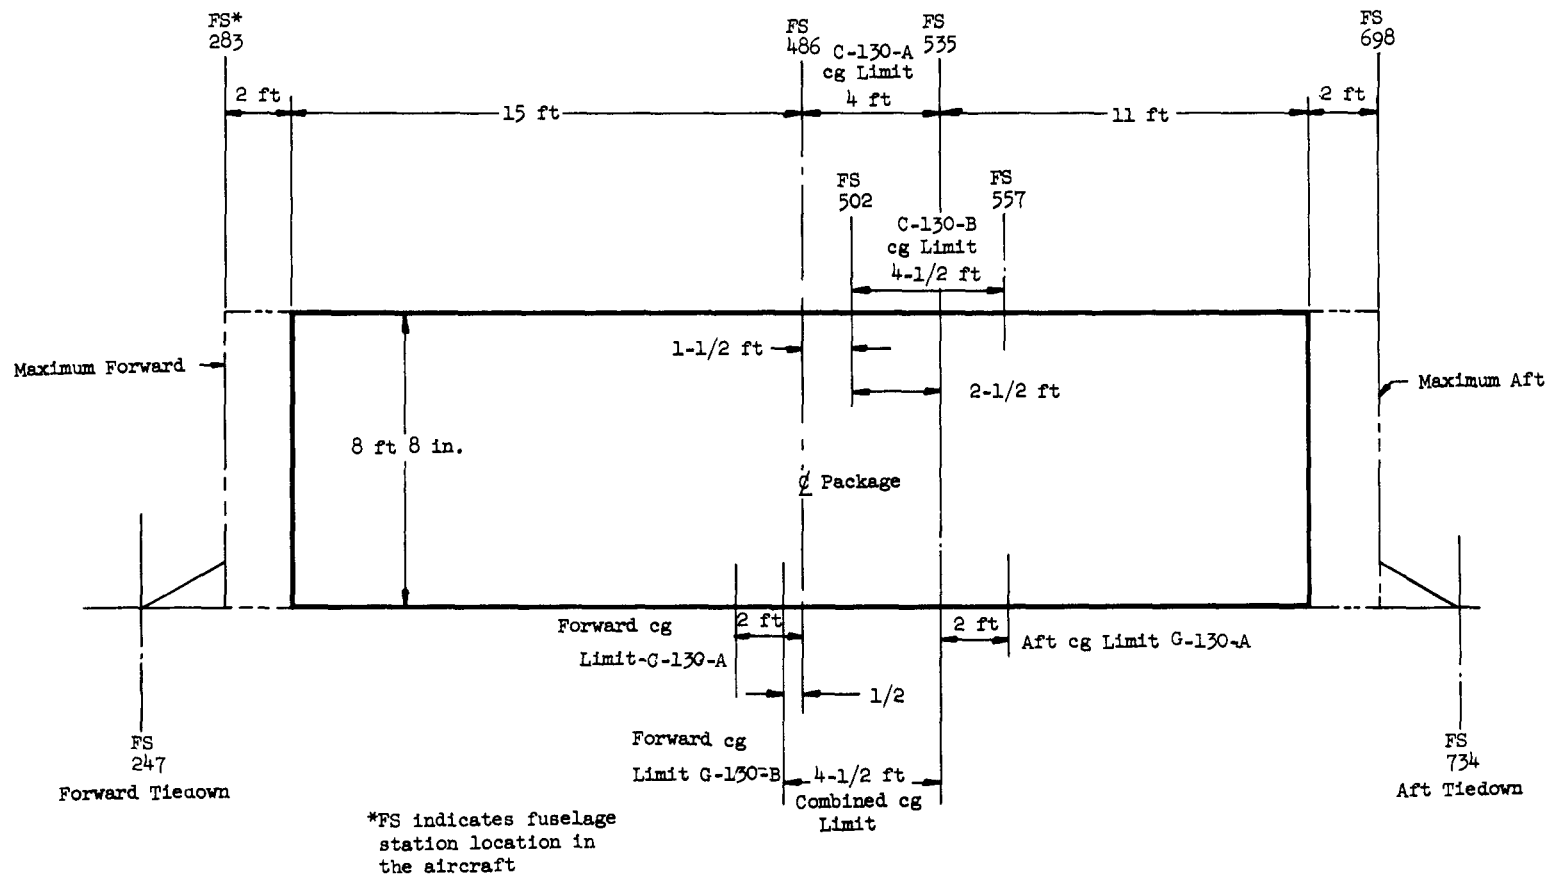 FS*
283
FS
486
C-130-A
cg Limit
4 ft
FS
535
FS
698
2 ft
15 ft
11 ft
2 ft
FS
502
FS
557
C-130-B
cg Limit
4-1/2 ft
1-1/2 ft
2-1/2 ft
Maximum Forward
Maximum Aft
8 ft 8 in.
℄ Package
Forward cg
Limit-C-130-A
2 ft
2 ft
Aft cg Limit G-130-A
1/2
Forward cg
Limit G-130-B
4-1/2 ft
Combined cg
Limit
FS
247
Forward Tiedown
FS
734
Aft Tiedown
*FS indicates fuselage
station location in
the aircraft